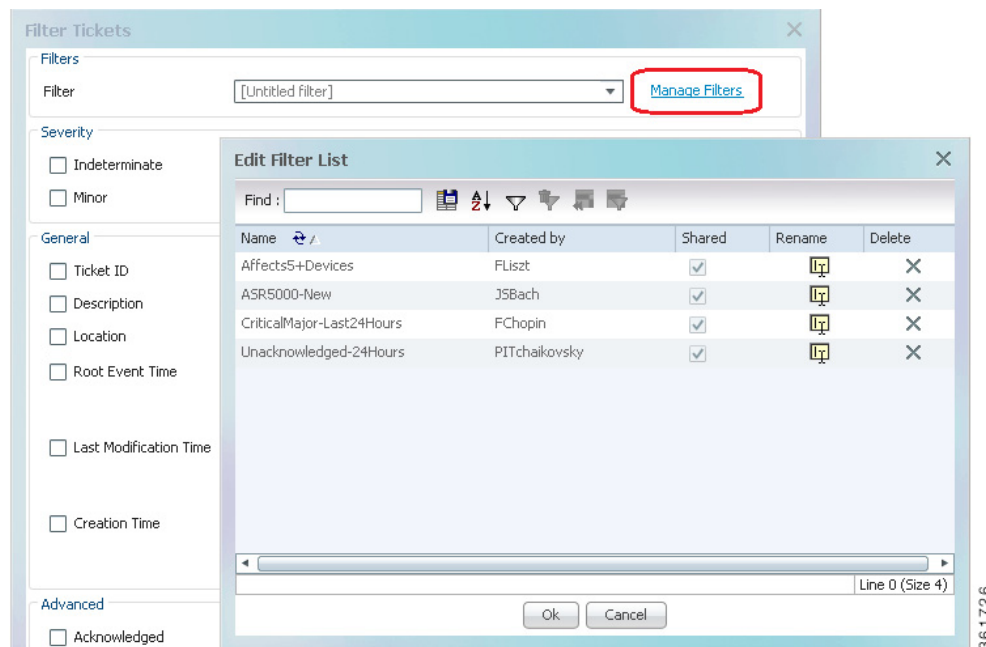 Filter Tickets
Filters
Filter [Untitled filter] Manage Filters
Severity
Indeterminate
Minor
General
Ticket ID
Description
Location
Root Event Time
Last Modification Time
Creation Time
Advanced
Acknowledged
Edit Filter List
Find :
Name Created by Shared Rename Delete
Affects5+Devices FLiszt
ASR5000-New JSBach
CriticalMajor-Last24Hours FChopin
Unacknowledged-24Hours PITchaikovsky
Line 0 (Size 4)
Ok Cancel
361726